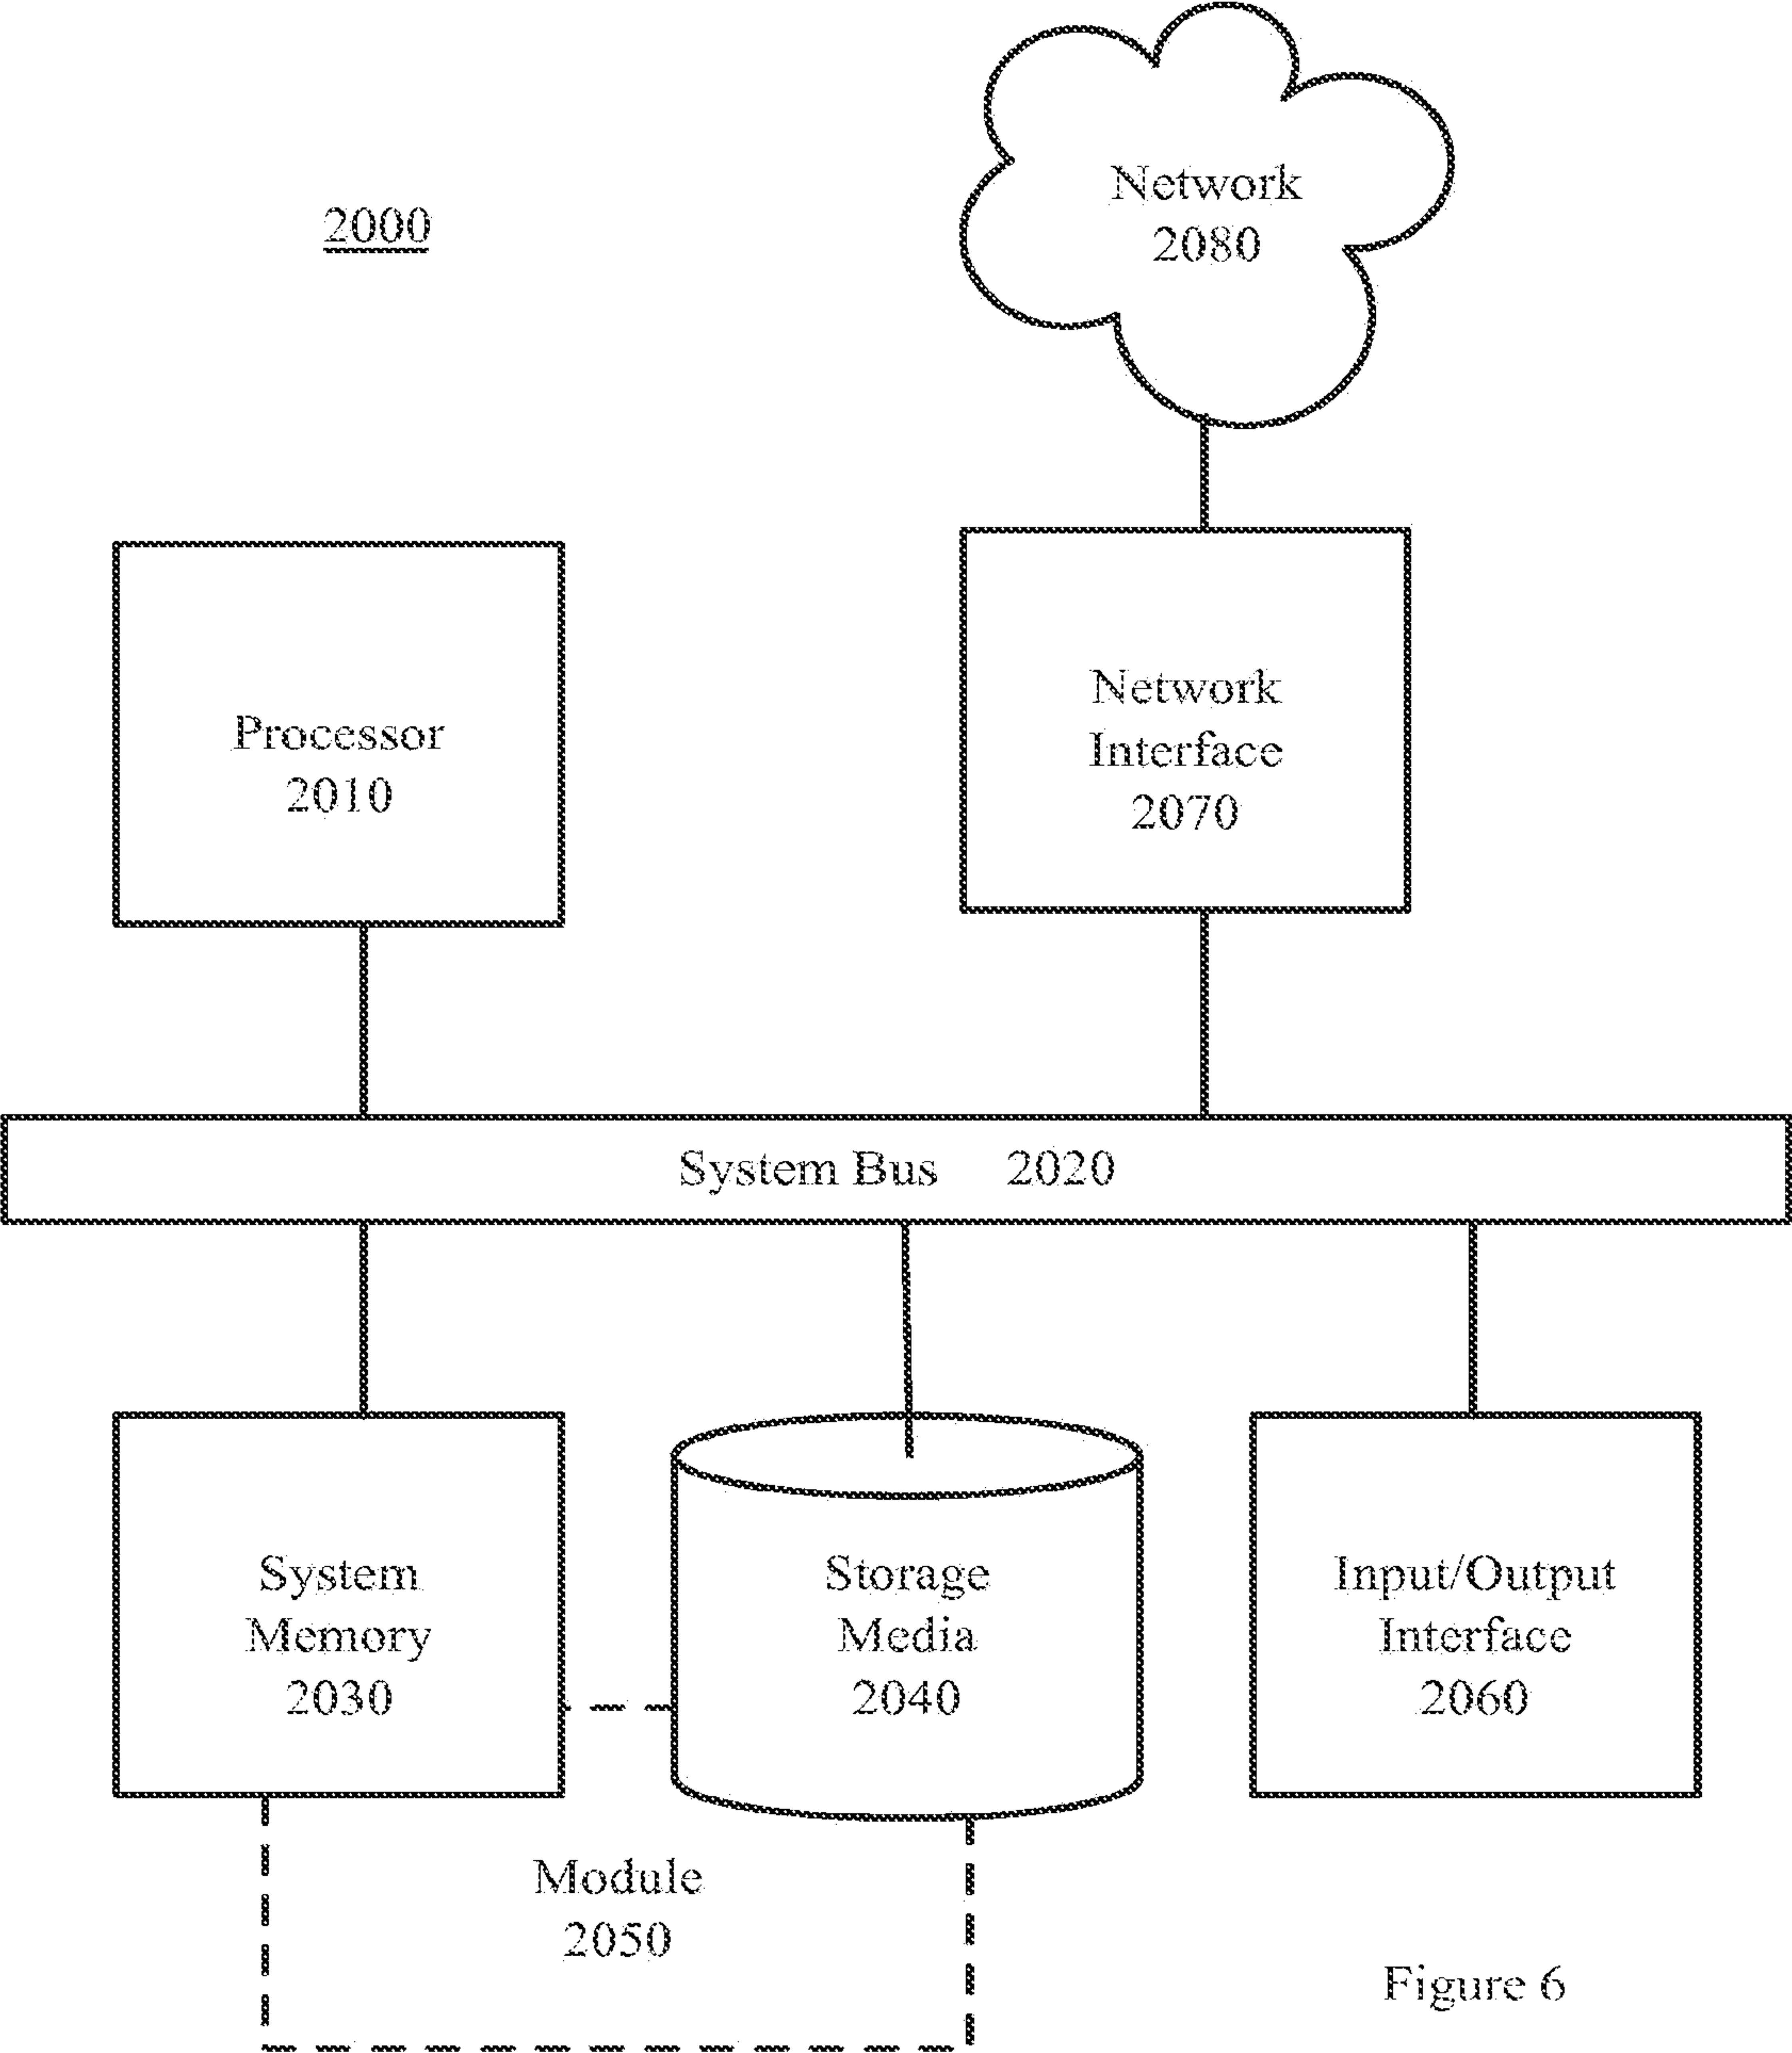 Network
2080
2000
Processor
2010
Network
Interface
2070
System Bus 2020
System
Memory
2030
Storage
Media
2040
Input/Output
Interface
2060
Module
2050
Figure 6